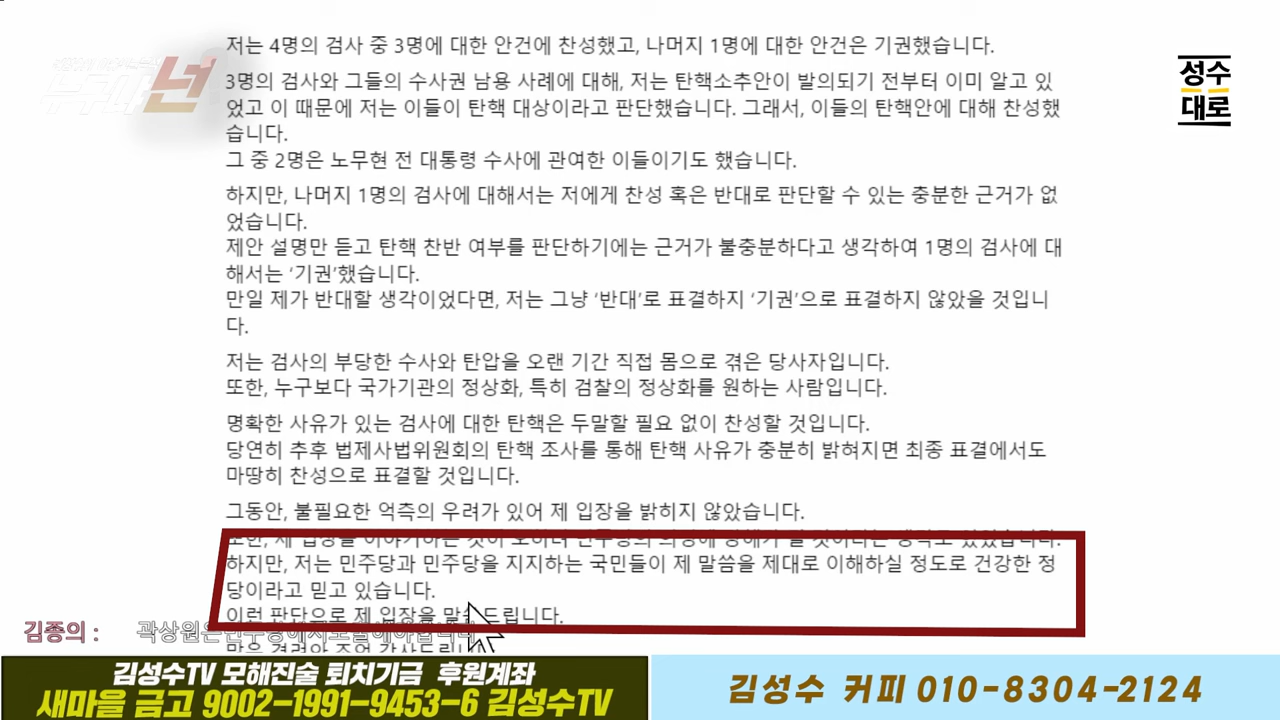 저는 4명의 검사 중 3명에 대한 안건에 찬성했고, 나머지 1명에 대한 안건은 기권했습니다.
3명의 검사와 그들의 수사권 남용 사례에 대해, 저는 탄핵소추안이 발의되기 전부터 이미 알고 있
었고 이 때문에 저는 이들이 탄핵 대상이라고 판단했습니다. 그래서, 이들의 탄핵안에 대해 찬성했
습니다.
그 중 2명은 노무현 전 대통령 수사에 관여한 이들이기도 했습니다.
하지만, 나머지 1명의 검사에 대해서는 저에게 찬성 혹은 반대로 판단할 수 있는 충분한 근거가 없
었습니다.
제안 설명만 듣고 탄핵 찬반 여부를 판단하기에는 근거가 불충분하다고 생각하여 1명의 검사에 대
해서는 ‘기권’했습니다.
만일 제가 반대할 생각이었다면, 저는 그냥 ‘반대’로 표결하지 ‘기권’으로 표결하지 않았을 것입니
다.
저는 검사의 부당한 수사와 탄압을 오랜 기간 직접 몸으로 겪은 당사자입니다.
또한, 누구보다 국가기관의 정상화, 특히 검찰의 정상화를 원하는 사람입니다.
명확한 사유가 있는 검사에 대한 탄핵은 두말할 필요 없이 찬성할 것입니다.
당연히 추후 법제사법위원회의 탄핵 조사를 통해 탄핵 사유가 충분히 밝혀지면 최종 표결에서도
마땅히 찬성으로 표결할 것입니다.
그동안, 불필요한 억측의 우려가 있어 제 입장을 밝히지 않았습니다.
하지만, 저는 민주당과 민주당을 지지하는 국민들이 제 말씀을 제대로 이해하실 정도로 건강한 정
당이라고 믿고 있습니다.
이런 판단으로 제 입장을 말씀드립니다.
김종의 :
성수
대로
김성수TV 모해진술 퇴치기금 후원계좌
새마을 금고 9002-1991-9453-6 김성수TV
김성수 커피 010-8304-2124